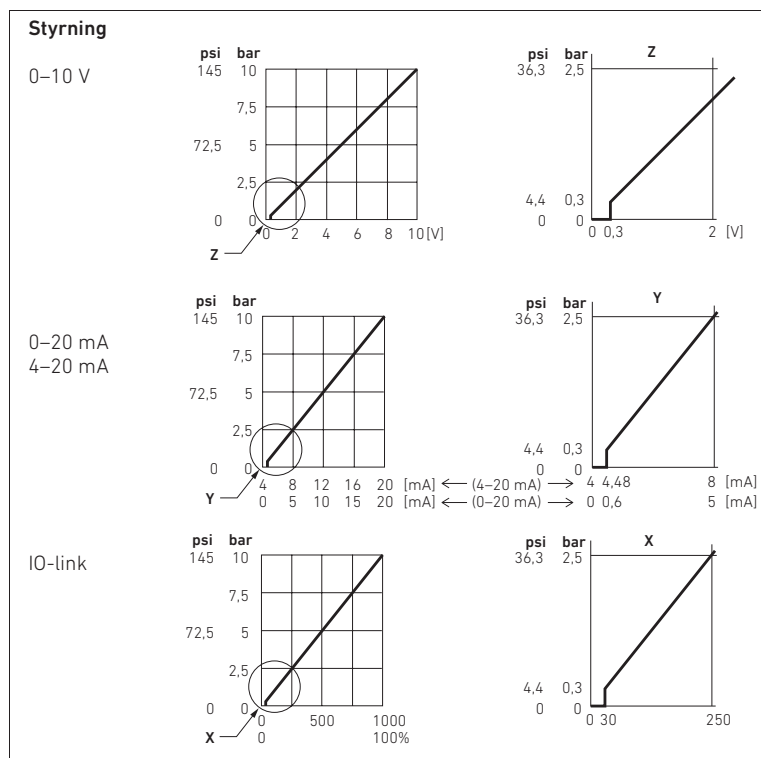 Styrning
0–10 V
psi bar
145 10
7,5
72,5 5
2,5
0 0
0 2 4 6 8 10 [V]
Z
Z
36,3 2,5
4,4 0,3
0 0
0 0,3 2 [V]
0–20 mA
4–20 mA
psi bar
145 10
7,5
72,5 5
2,5
0 0
Y
psi bar Y
36,3 2,5
4,4 0,3
0 0
4 8 12 16 20 [mA] (4–20 mA) 4 4,48 8 [mA]
0 5 10 15 20 [mA] (0–20 mA) 0 0,6 5 [mA]
IO-link
psi bar
145 10
7,5
72,5 5
2,5
0 0
0 500 1000
0 100%
X
psi bar X
36,3 2,5
4,4 0,3
0 0
0 30 250